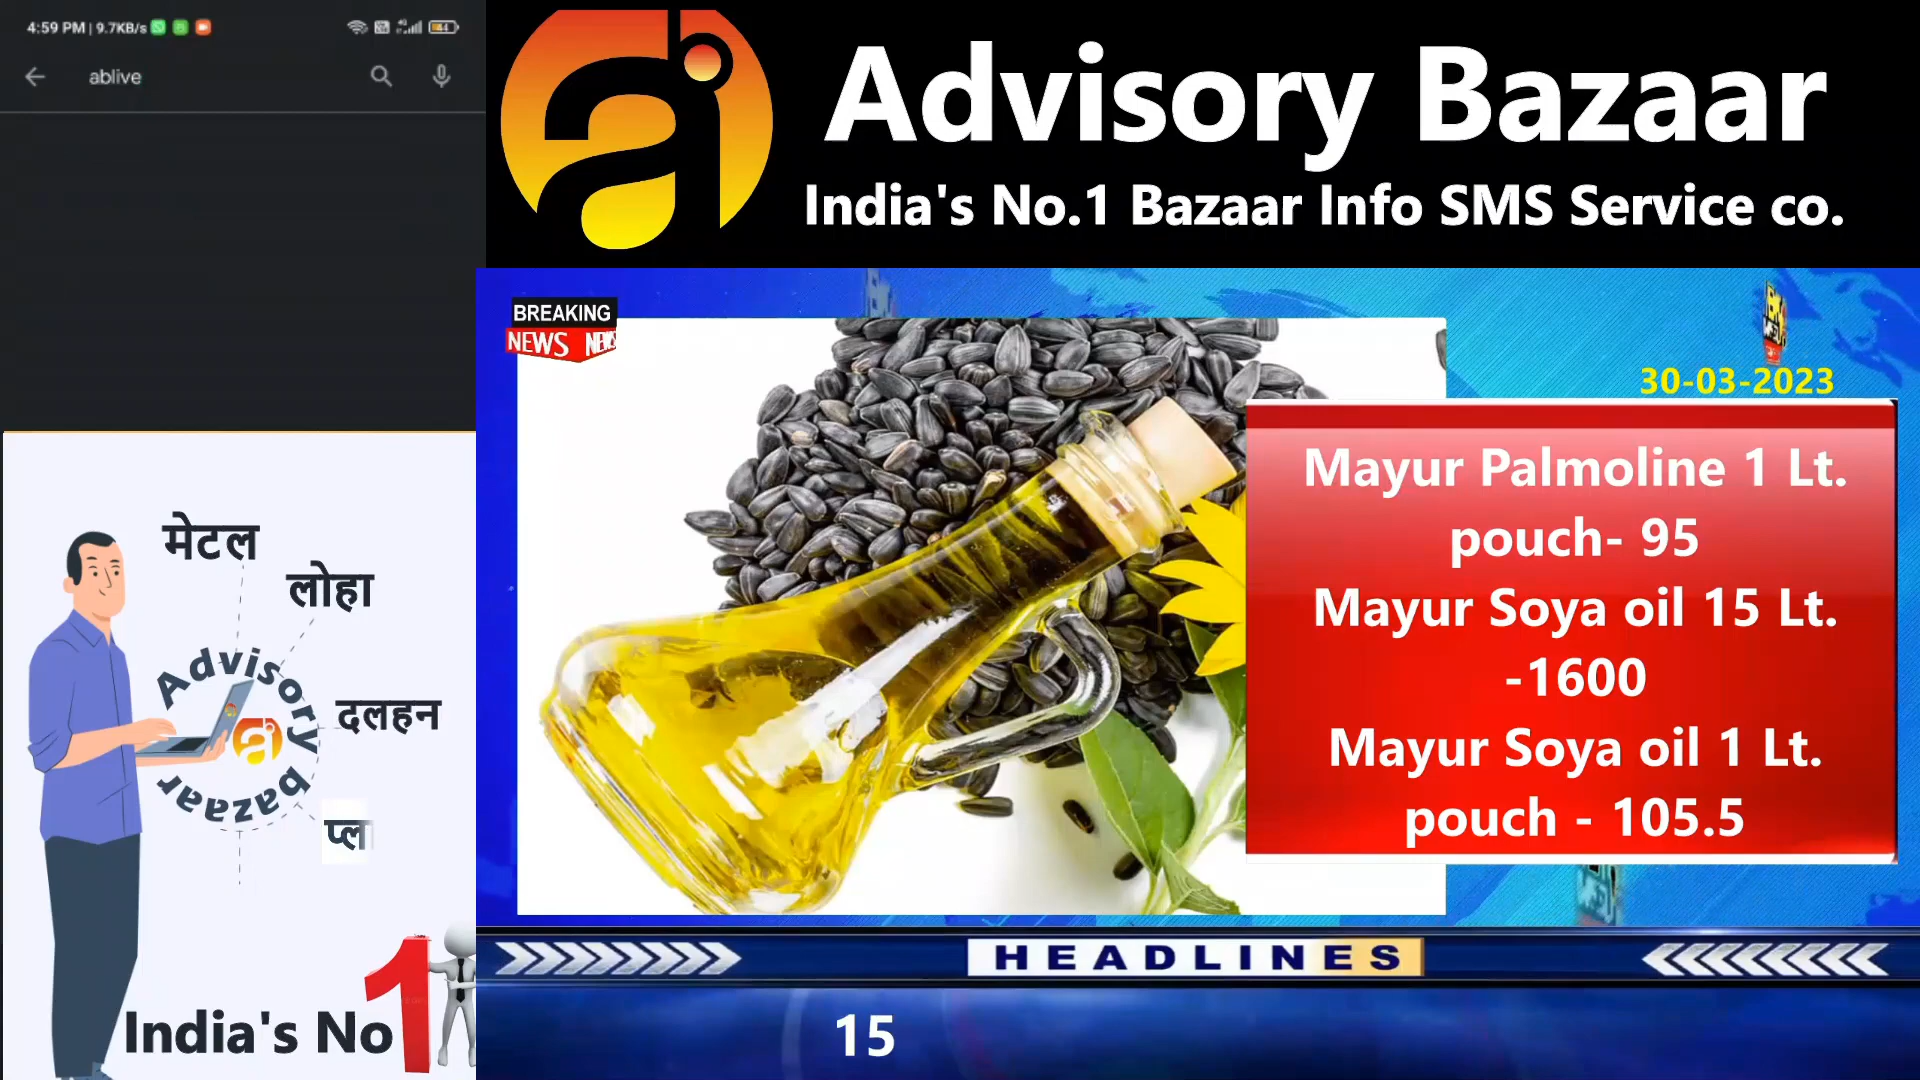 4:59 PM | 9.7KB/s
44
ablive
Advisory Bazaar
India's No.1 Bazaar Info SMS Service co.
BREAKING
NEWS NEWS
30-03-2023
Mayur Palmoline 1 Lt.
pouch- 95
Mayur Soya oil 15 Lt.
-1600
Mayur Soya oil 1 Lt.
pouch - 105.5
मेटल
लोहा
दलहन
Advisory bazaar
India's No 1
HEADLINES
15